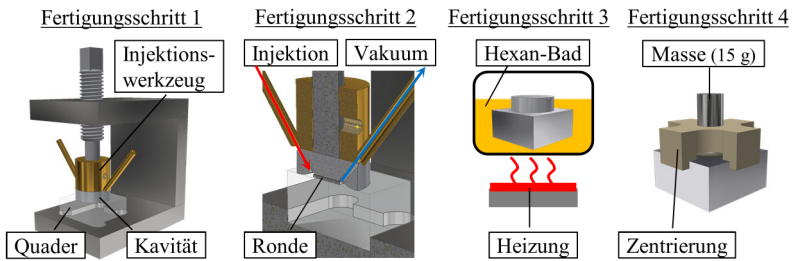 Fertigungsschritt 1
Injektions-
werkzeug
Quader
Kavität
Fertigungsschritt 2
Injektion
Vakuum
Ronde
Fertigungsschritt 3
Hexan-Bad
Heizung
Fertigungsschritt 4
Masse (15 g)
Zentrierung